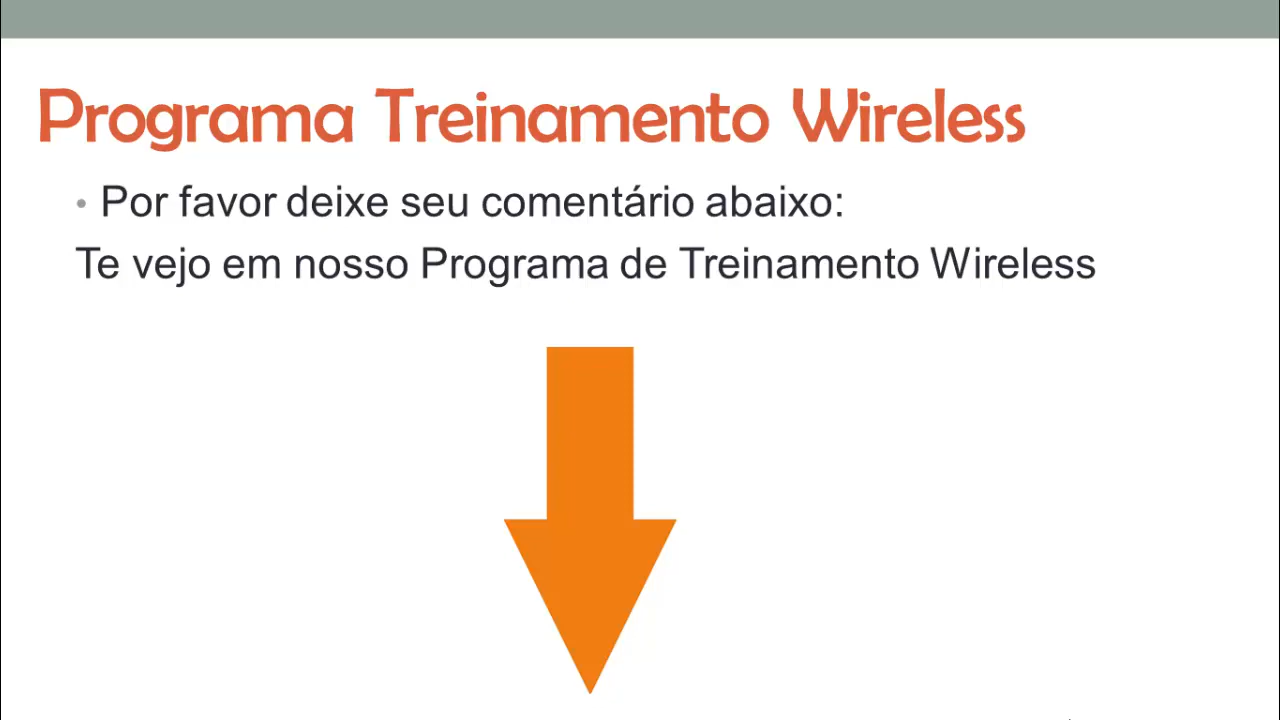 Programa Treinamento Wireless
• Por favor deixe seu comentário abaixo:
Te vejo em nosso Programa de Treinamento Wireless